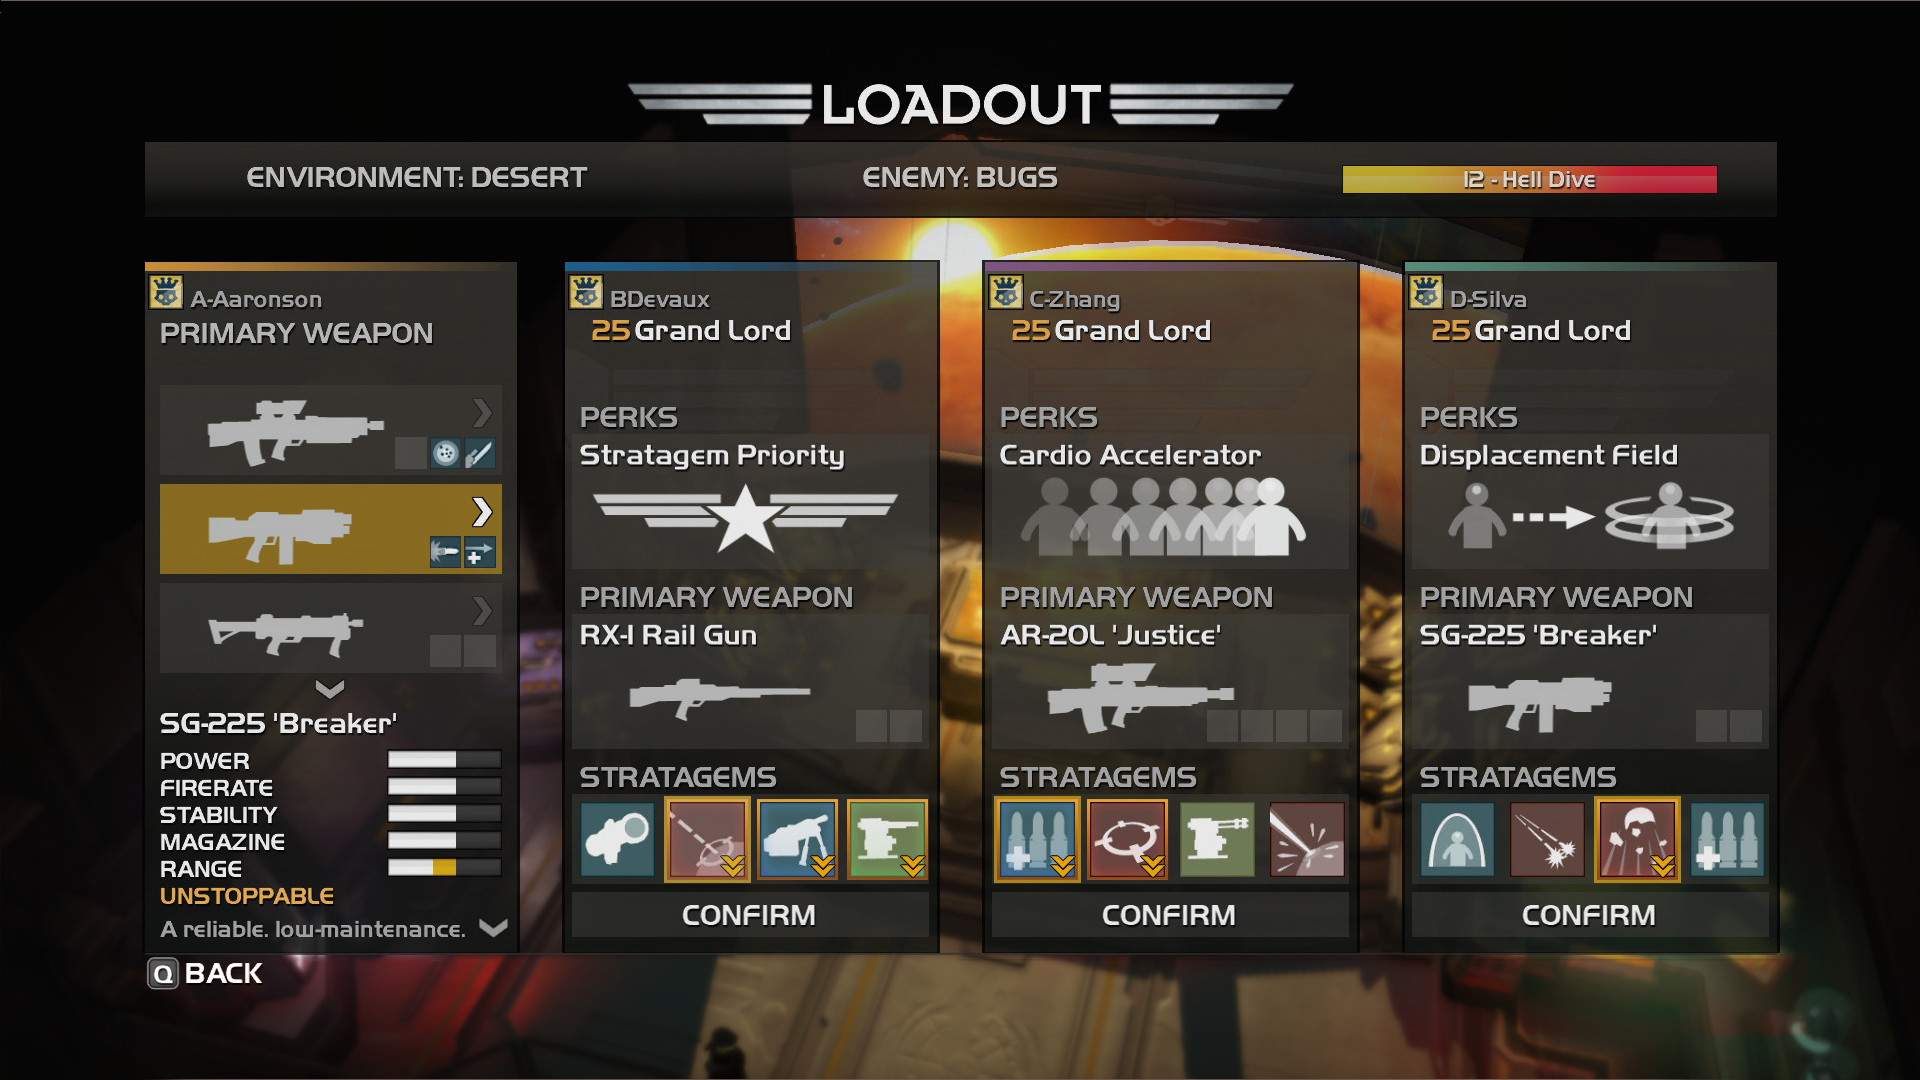 LOADOUT
ENVIRONMENT: DESERT
ENEMY: BUGS
12 - Hell Dive
A-Aaronson
PRIMARY WEAPON
SG-225 'Breaker'
POWER
FIRERATE
STABILITY
MAGAZINE
RANGE
UNSTOPPABLE
A reliable, low-maintenance.
BDevaux
25 Grand Lord
PERKS
Stratagem Priority
PRIMARY WEAPON
RX-1 Rail Gun
STRATAGEMS
CONFIRM
C-Zhang
25 Grand Lord
PERKS
Cardio Accelerator
PRIMARY WEAPON
AR-20L 'Justice'
STRATAGEMS
CONFIRM
D-Silva
25 Grand Lord
PERKS
Displacement Field
PRIMARY WEAPON
SG-225 'Breaker'
STRATAGEMS
CONFIRM
Q BACK